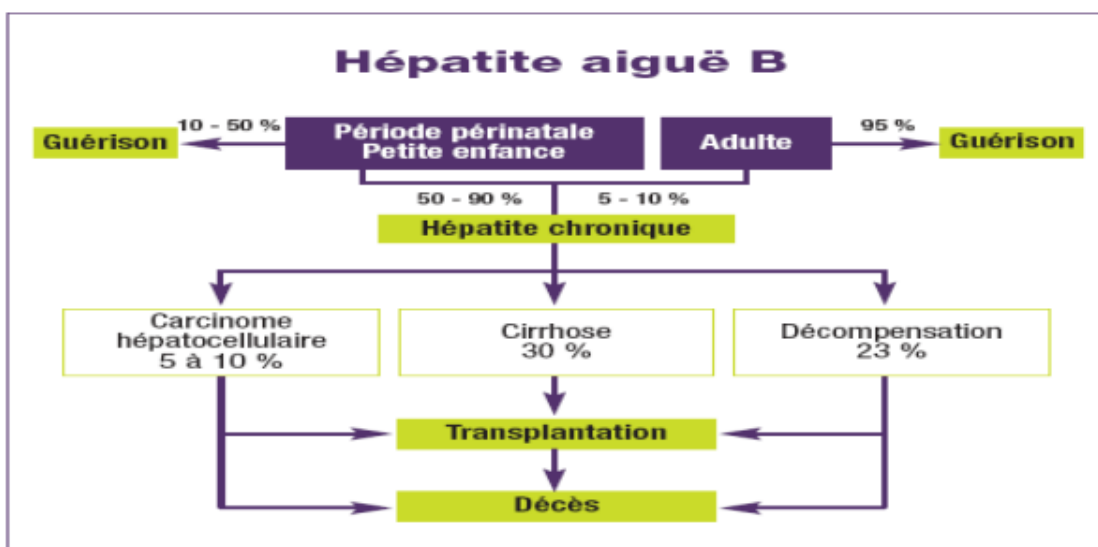 Hépatite aiguë B
10 - 50 %
95 %
Guérison
Période périnatale
Petite enfance
Adulte
Guérison
50 - 90 %
5 - 10 %
Hépatite chronique
Carcinome
hépatocellulaire
5 à 10 %
Cirrhose
30 %
Décompensation
23 %
Transplantation
Décès